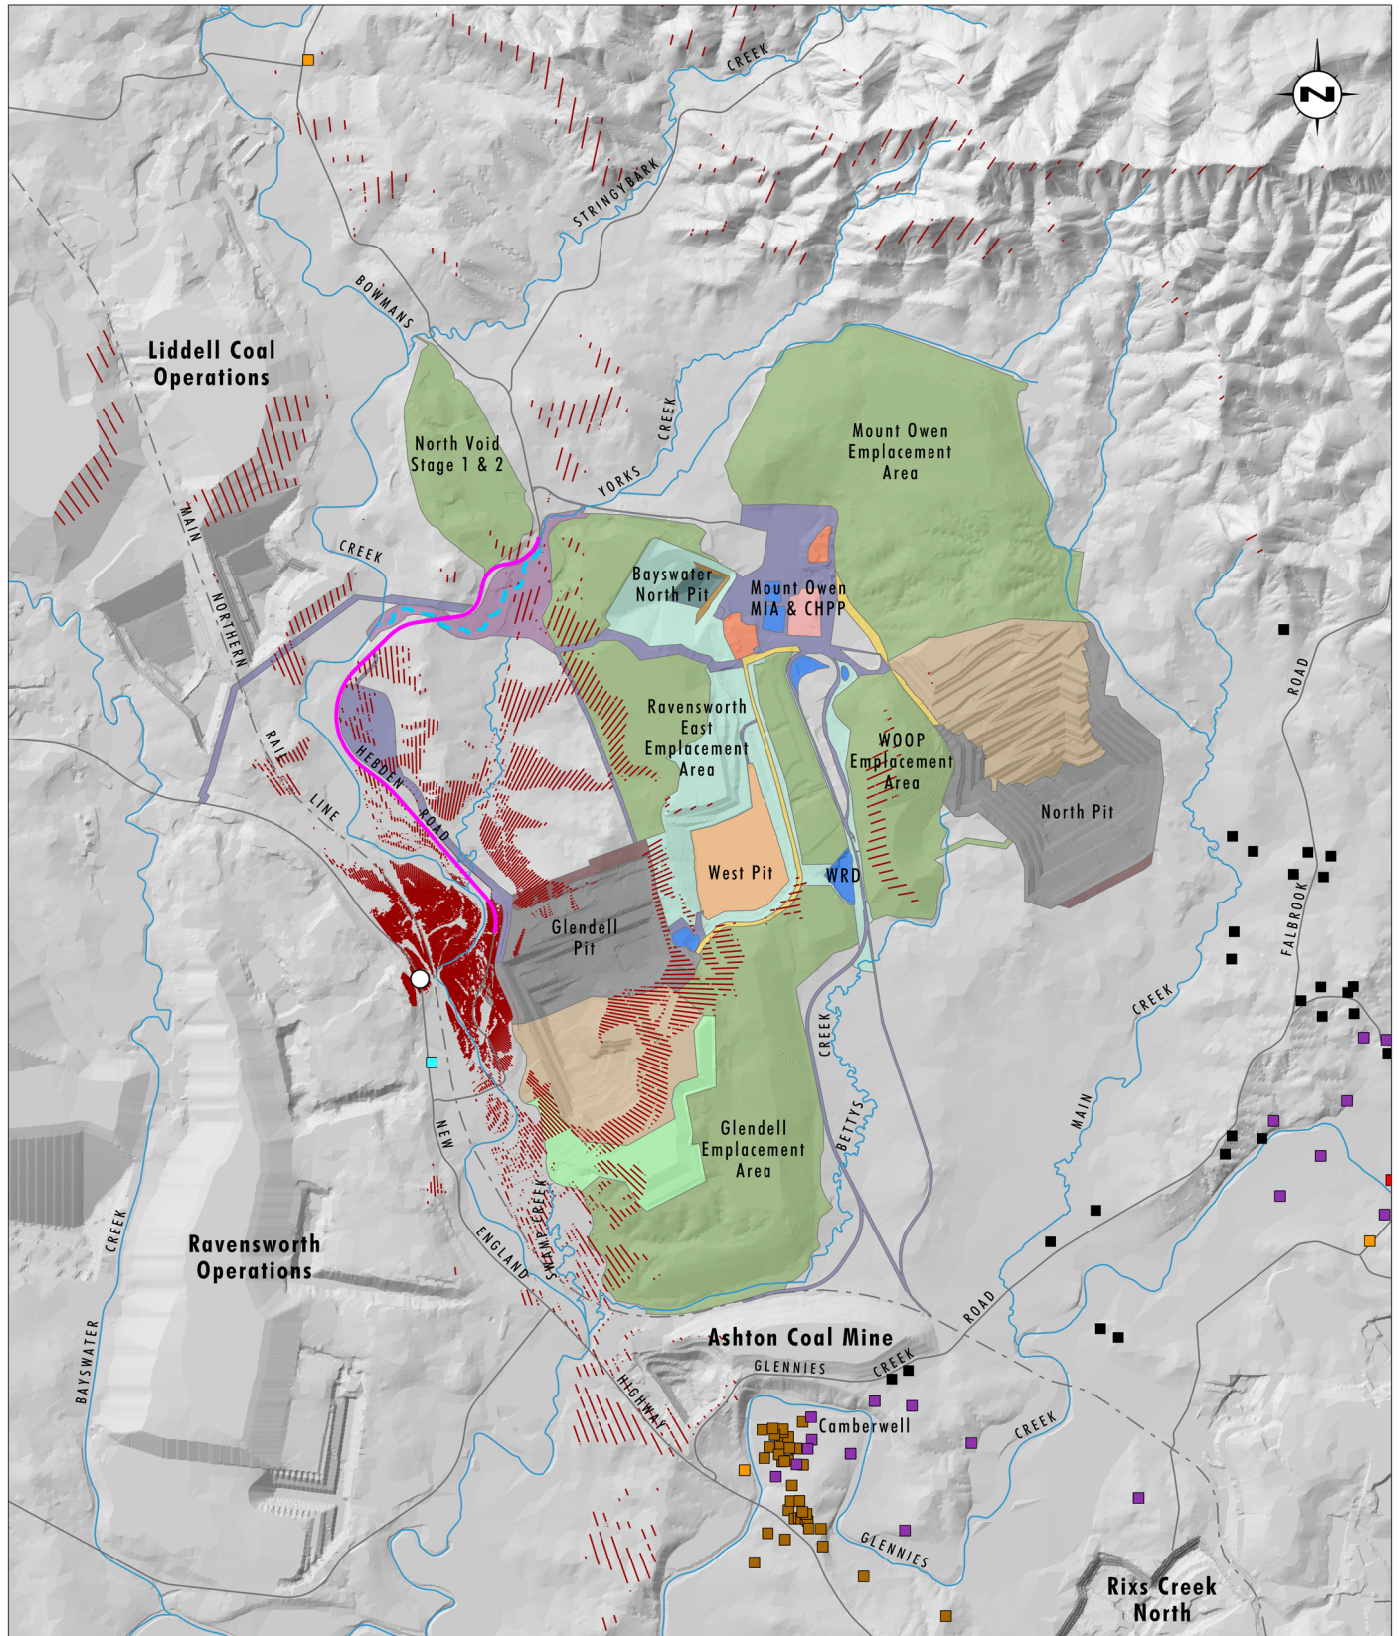 CREEK
N
STRINGYBARK
BOWMANS
Liddell Coal
Operations
CREEK
North Void
Stage 1 & 2
Mount Owen
Emplacement
Area
YORKS
MAIN
CREEK
Bayswater
North Pit
Mount Owen
MIA & CHPP
NORTHERN
ROAD
Ravensworth
East
Emplacement
Area
WOOP
Emplacement
Area
RAIL
HEBDEN
LINE
ROAD
North Pit
West Pit
WRD
Glendell
Pit
FALBROOK
CREEK
CREEK
MAIN
NEW
Glendell
Emplacement
Area
BETTYS
CREEK
SWAMP CREEK
Ravensworth
Operations
ENGLAND
ROAD
Ashton Coal Mine
BAYSWATER
GLENNIES
CREEK
HIGHWAY
Camberwell
CREEK
GLENNIES
Rixs Creek
North